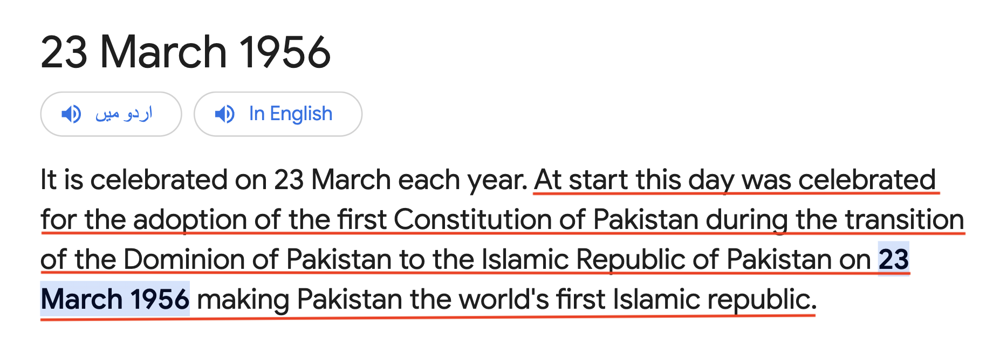 23 March 1956
اردو میں
In English
It is celebrated on 23 March each year. At start this day was celebrated
for the adoption of the first Constitution of Pakistan during the transition
of the Dominion of Pakistan to the Islamic Republic of Pakistan on 23
March 1956 making Pakistan the world's first Islamic republic.